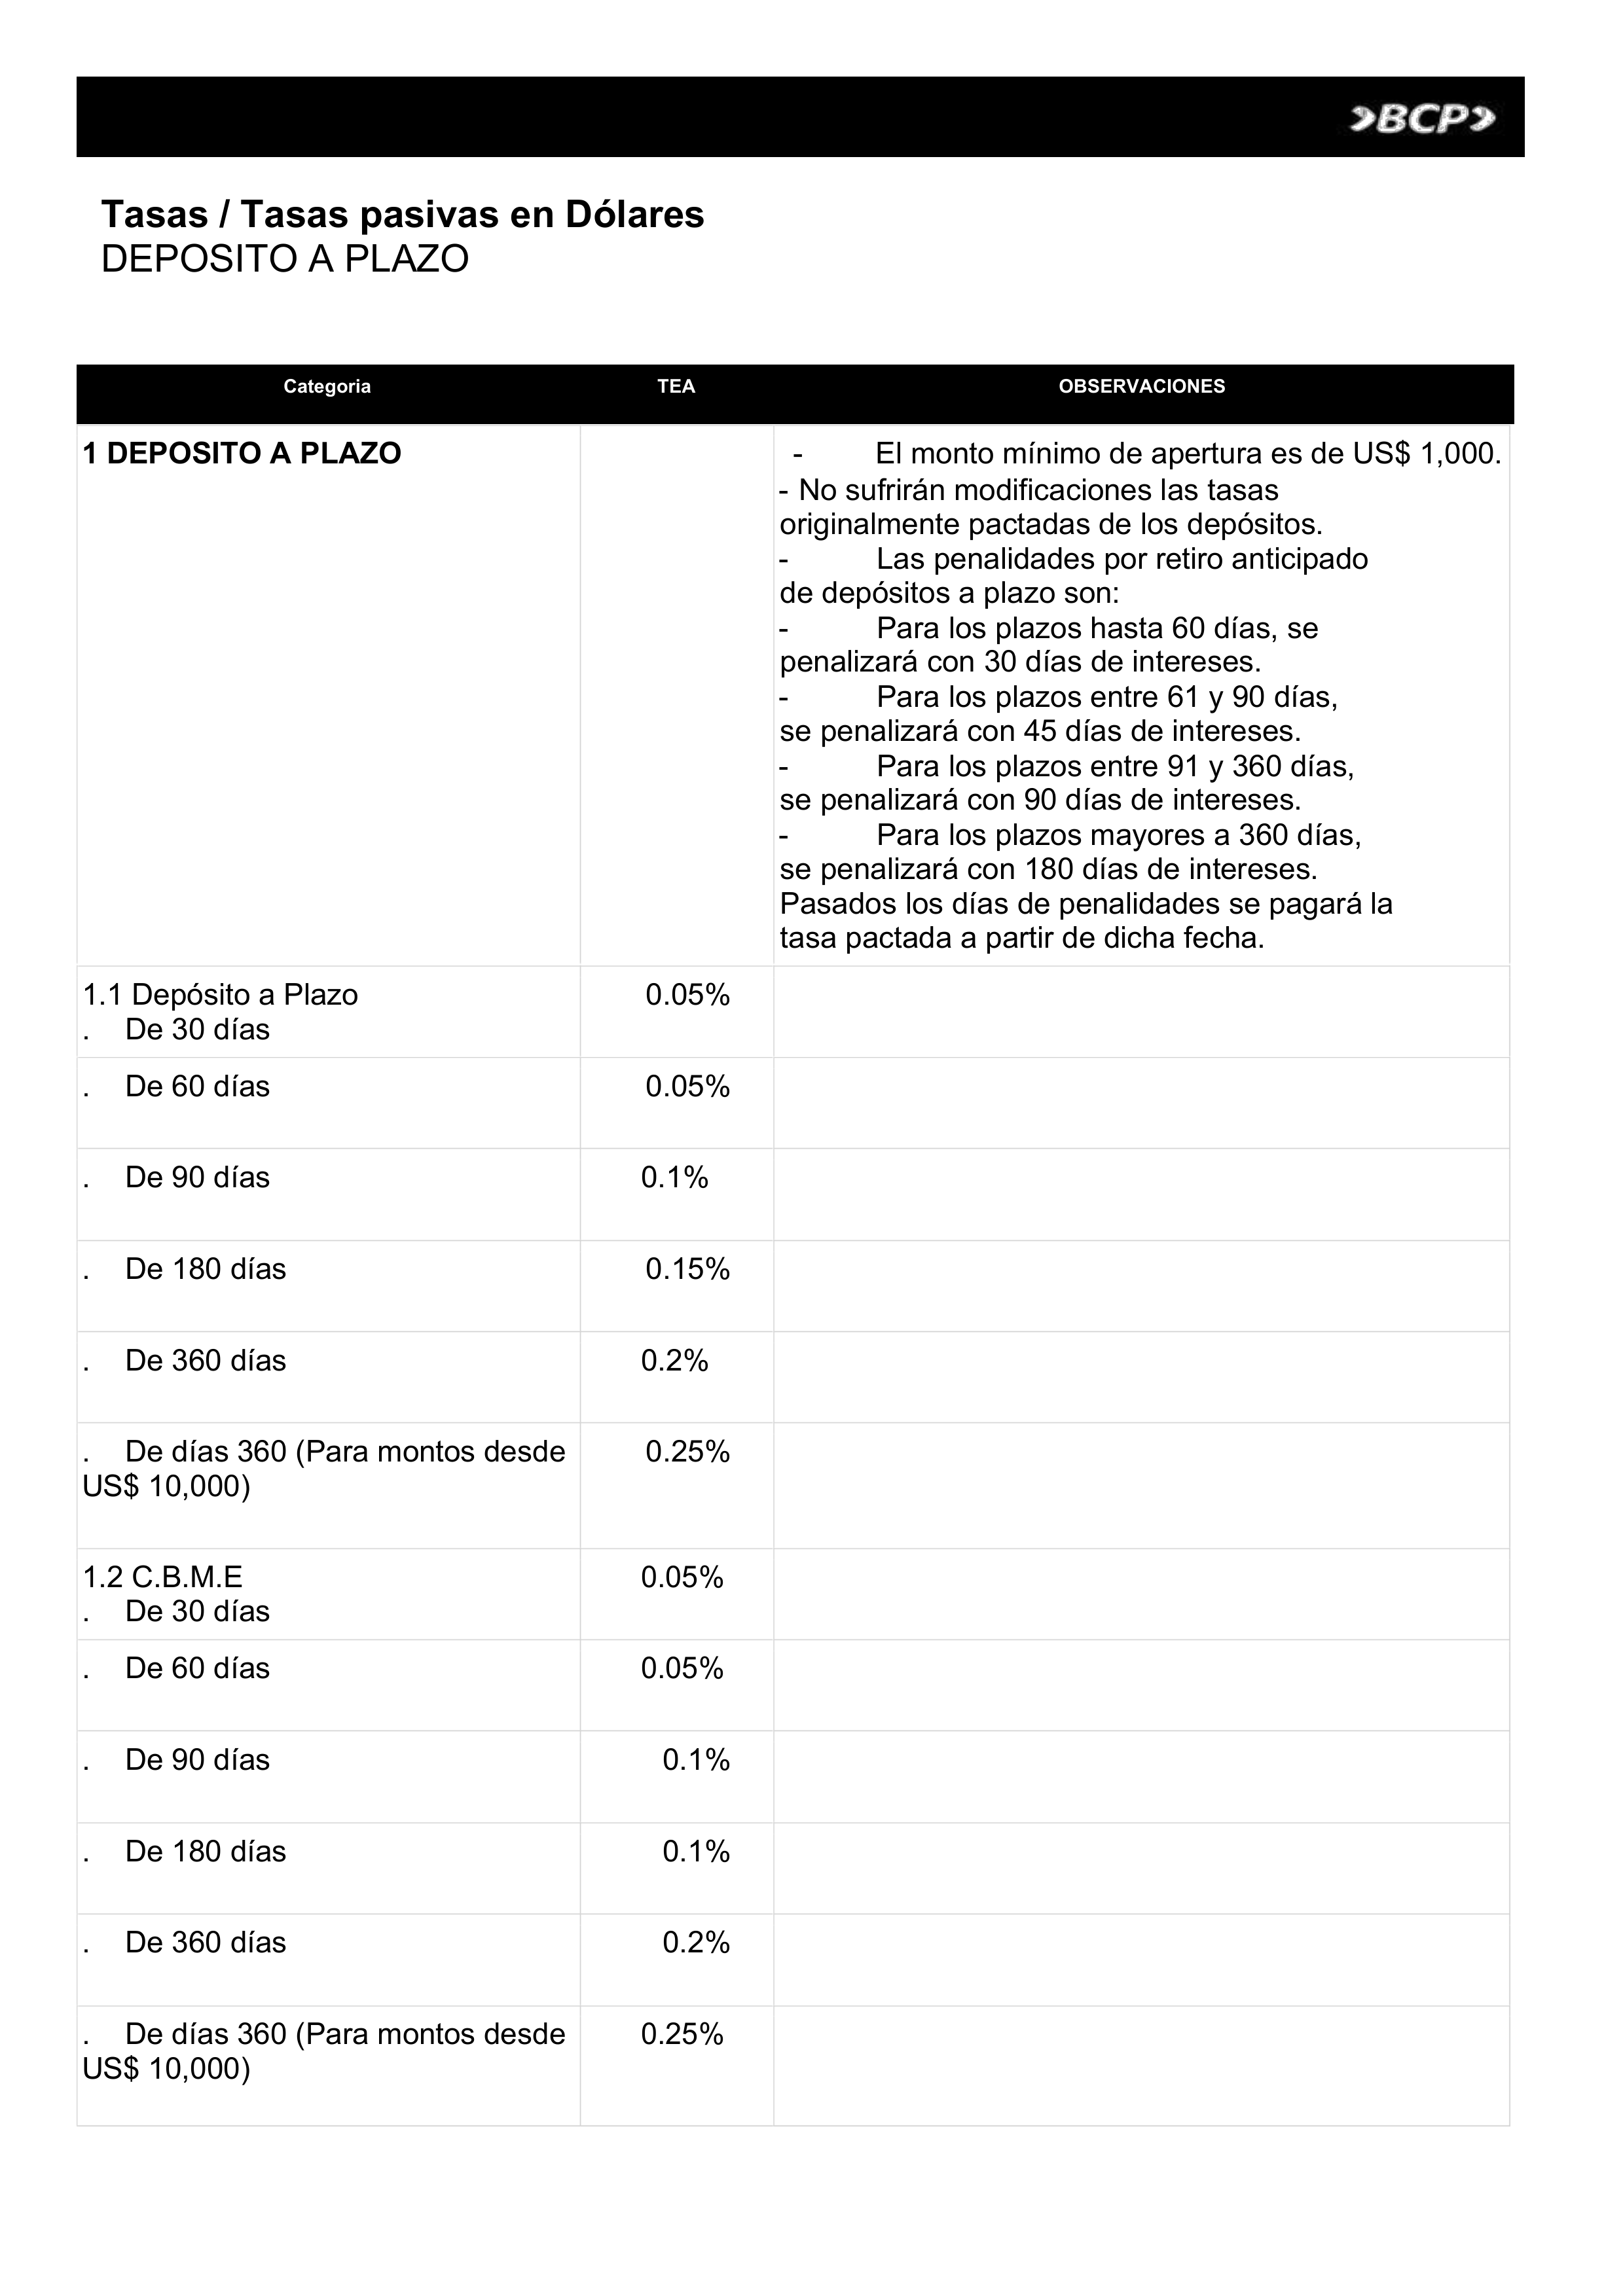 ›BCP›
Tasas / Tasas pasivas en Dólares
DEPOSITO A PLAZO
Categoria TEA OBSERVACIONES
1 DEPOSITO A PLAZO
- El monto mínimo de apertura es de US$ 1,000.
- No sufrirán modificaciones las tasas
originalmente pactadas de los depósitos.
- Las penalidades por retiro anticipado
de depósitos a plazo son:
- Para los plazos hasta 60 días, se
penalizará con 30 días de intereses.
- Para los plazos entre 61 y 90 días,
se penalizará con 45 días de intereses.
- Para los plazos entre 91 y 360 días,
se penalizará con 90 días de intereses.
- Para los plazos mayores a 360 días,
se penalizará con 180 días de intereses.
Pasados los días de penalidades se pagará la
tasa pactada a partir de dicha fecha.
1.1 Depósito a Plazo 0.05%
. De 30 días
. De 60 días 0.05%
. De 90 días 0.1%
. De 180 días 0.15%
. De 360 días 0.2%
. De días 360 (Para montos desde 0.25%
US$ 10,000)
1.2 C.B.M.E 0.05%
. De 30 días
. De 60 días 0.05%
. De 90 días 0.1%
. De 180 días 0.1%
. De 360 días 0.2%
. De días 360 (Para montos desde 0.25%
US$ 10,000)